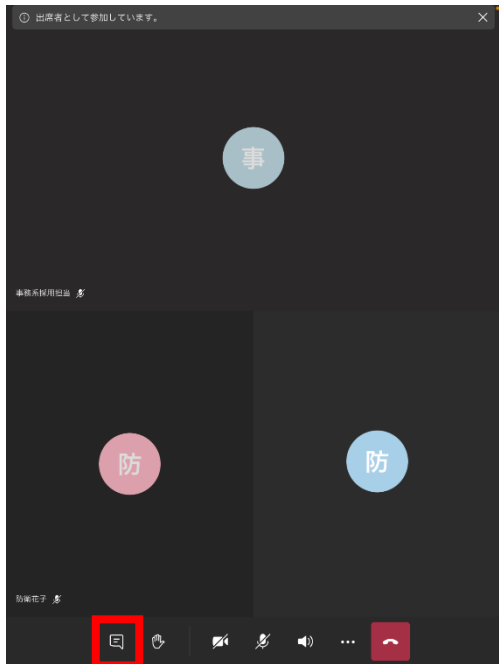 出席者として参加しています。
事
事務系採用担当
防
防
防衛花子